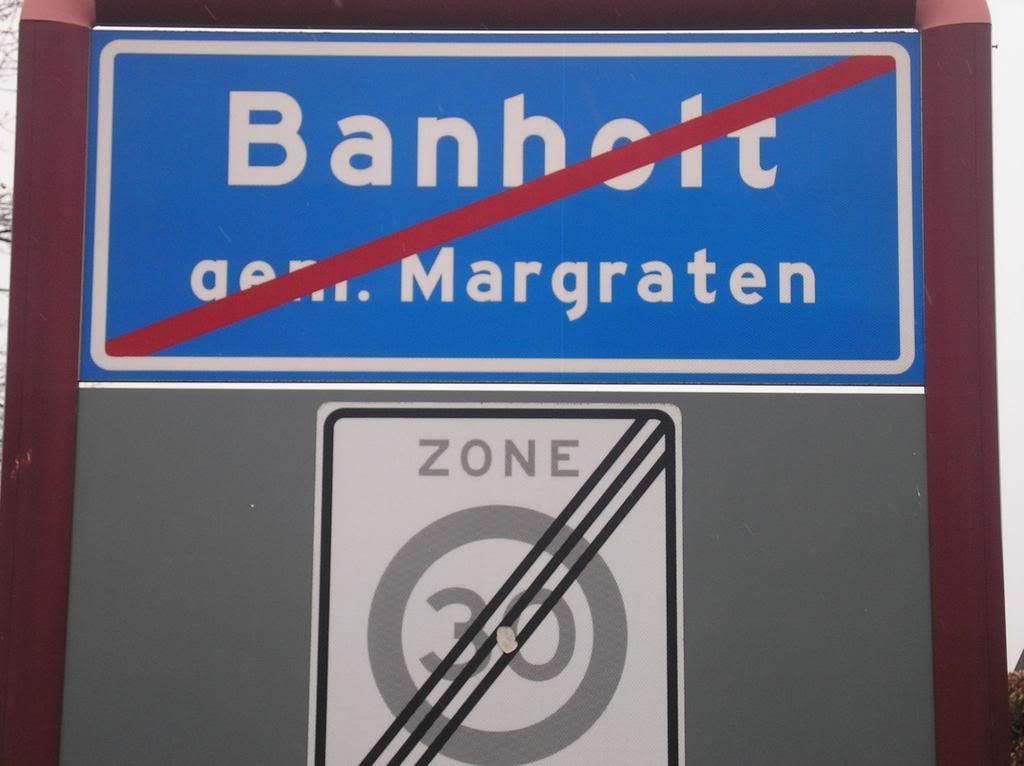 Banholt
gem. Margraten
ZONE
30